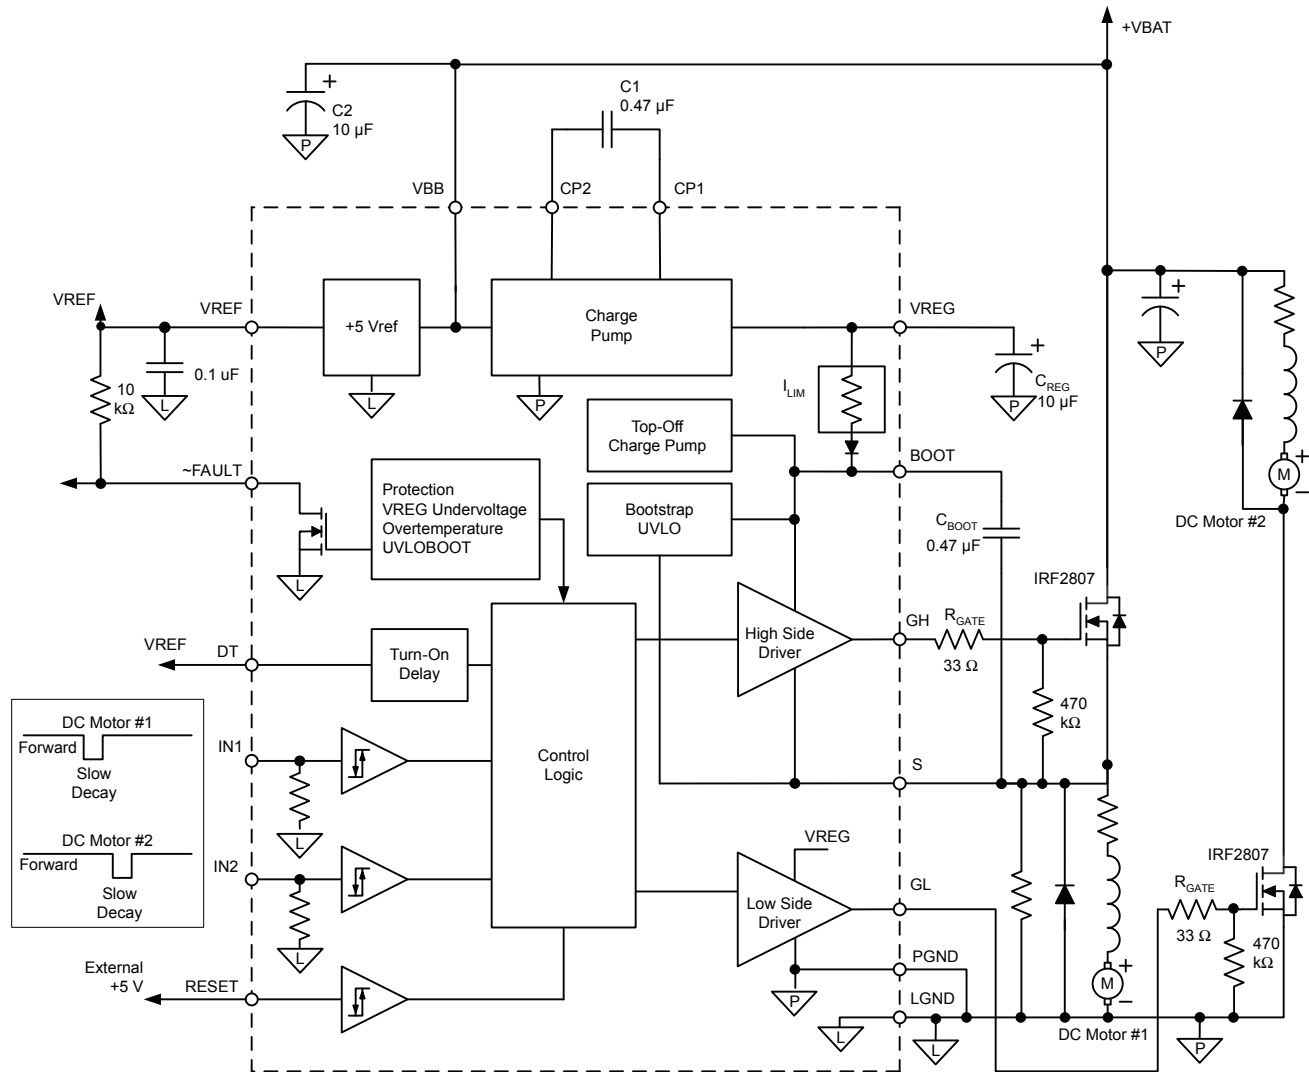 +VBAT
+
C2
10 µF
P
C1
0.47 µF
VBB
CP2
CP1
VREF
VREF
+5 Vref
Charge
Pump
VREG
+
P
+
C_REG
10 µF
P
0.1 uF
L
10
kΩ
L
P
I_LIM
Top-Off
Charge Pump
BOOT
~FAULT
Protection
VREG Undervoltage
Overtemperature
UVLOBOOT
L
Bootstrap
UVLO
C_BOOT
0.47 µF
+
M
–
DC Motor #2
IRF2807
VREF
DT
Turn-On
Delay
High Side
Driver
GH
R_GATE
33 Ω
470
kΩ
DC Motor #1
Forward
Slow
Decay
DC Motor #2
Forward
Slow
Decay
IN1
L
Control
Logic
S
IN2
L
VREG
Low Side
Driver
GL
IRF2807
R_GATE
33 Ω
470
kΩ
External
+5 V
RESET
P
PGND
LGND
L
L
+
M
–
DC Motor #1
P